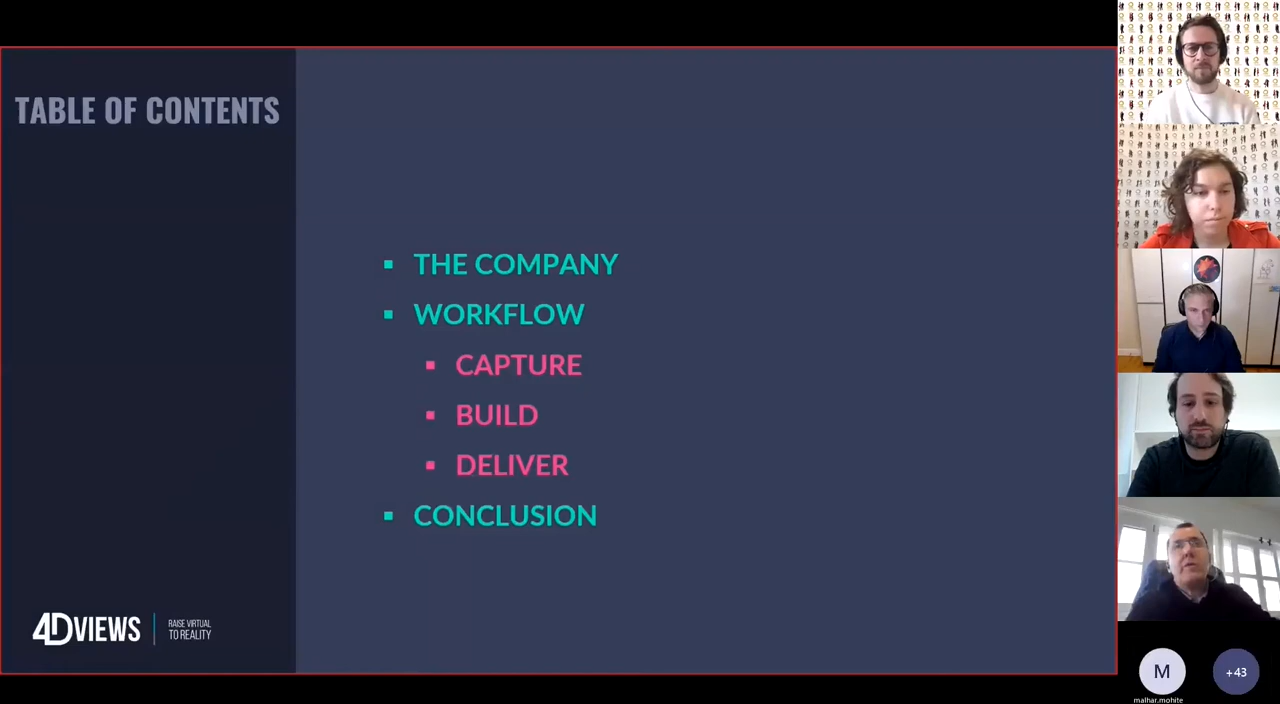 TABLE OF CONTENTS
THE COMPANY
WORKFLOW
CAPTURE
BUILD
DELIVER
CONCLUSION
4DVIEWS
RAISE VIRTUAL
TO REALITY
M
+43
malhar.mohite